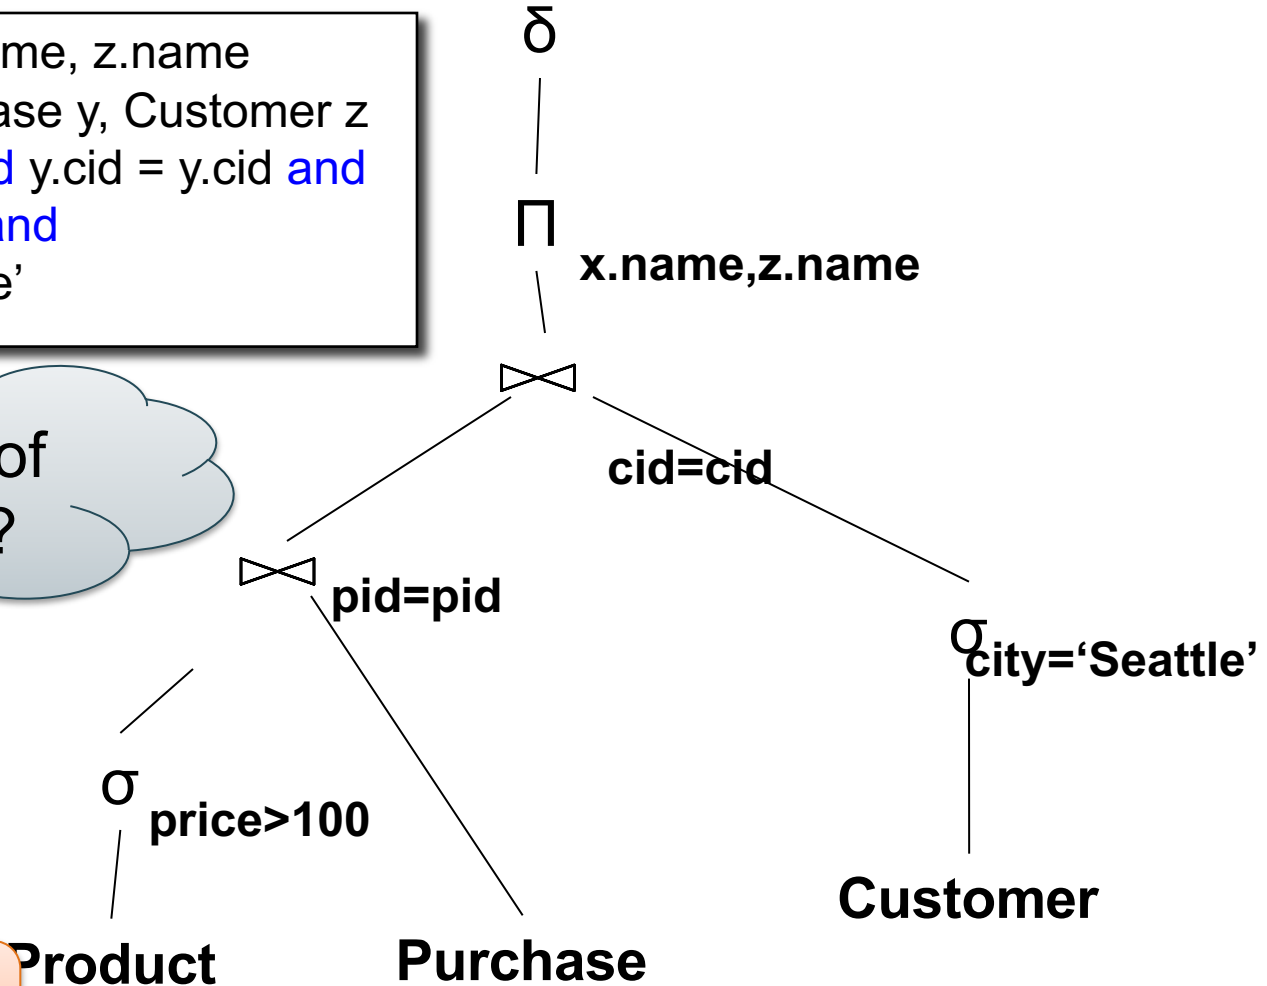 me, z.name
ase y, Customer z
d y.cid = y.cid and
and
e’
δ
Π
x.name,z.name
⋈
cid=cid
of
?
⋈
pid=pid
σ
city=‘Seattle’
σ
price>100
Customer
Product
Purchase